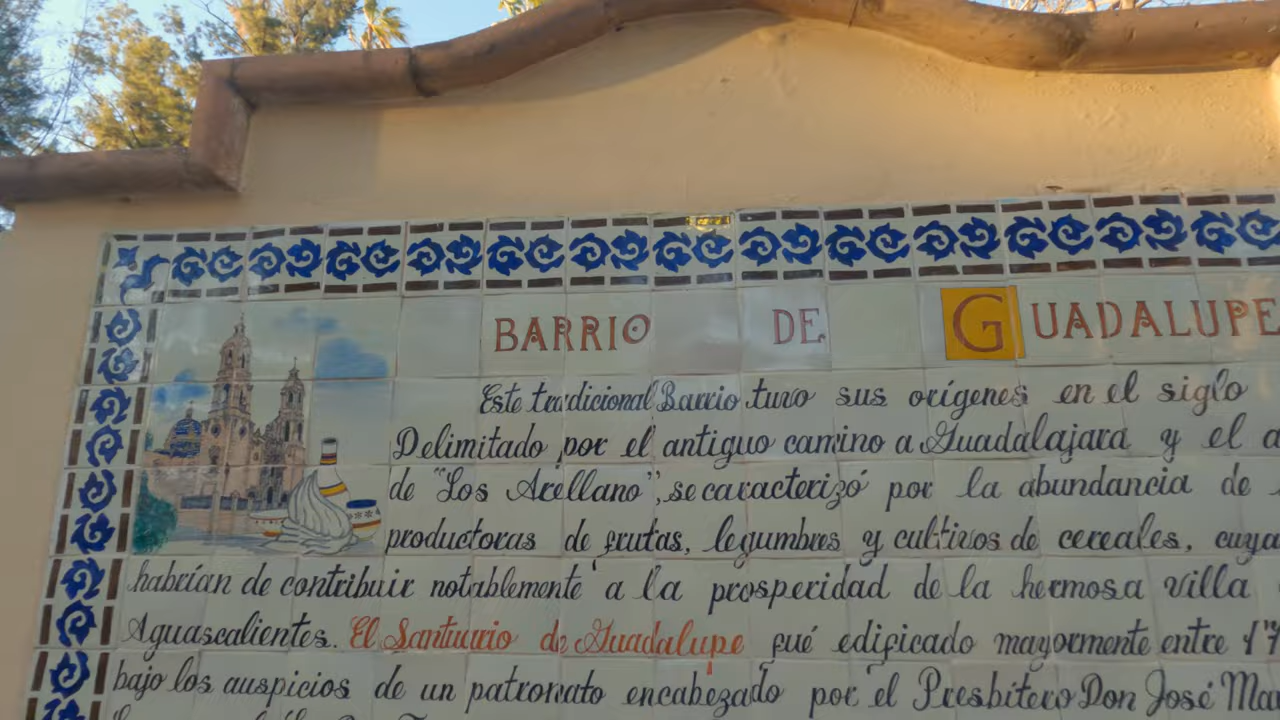 BARRIO DE GUADALUPE
Este tradicional Barrio tuvo sus orígenes en el siglo
Delimitado por el antiguo camino a Guadalajara y el
de "Los Arellano", se caracterizó por la abundancia de
productoras de frutas, legumbres y cultivos de cereales, cuya
habrían de contribuir notablemente a la prosperidad de la hermosa villa
Aguascalientes. El Santuario de Guadalupe fué edificado mayormente entre 17
bajo los auspicios de un patronato encabezado por el Presbítero Don José